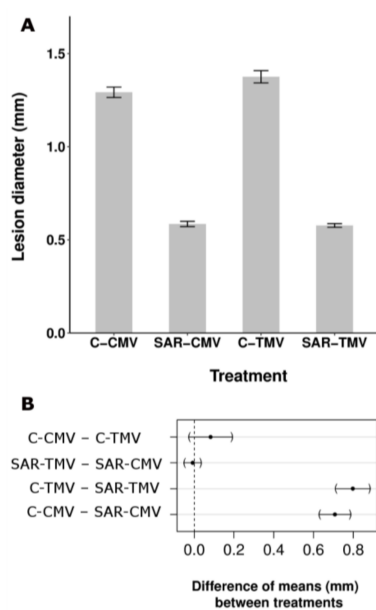 A
Lesion diameter (mm)
1.5
1.0
0.5
0.0
C−CMV SAR−CMV C−TMV SAR−TMV
Treatment
B
C-CMV – C-TMV
SAR-TMV – SAR-CMV
C-TMV – SAR-TMV
C-CMV – SAR-CMV
0.0 0.2 0.4 0.6 0.8
Difference of means (mm)
between treatments